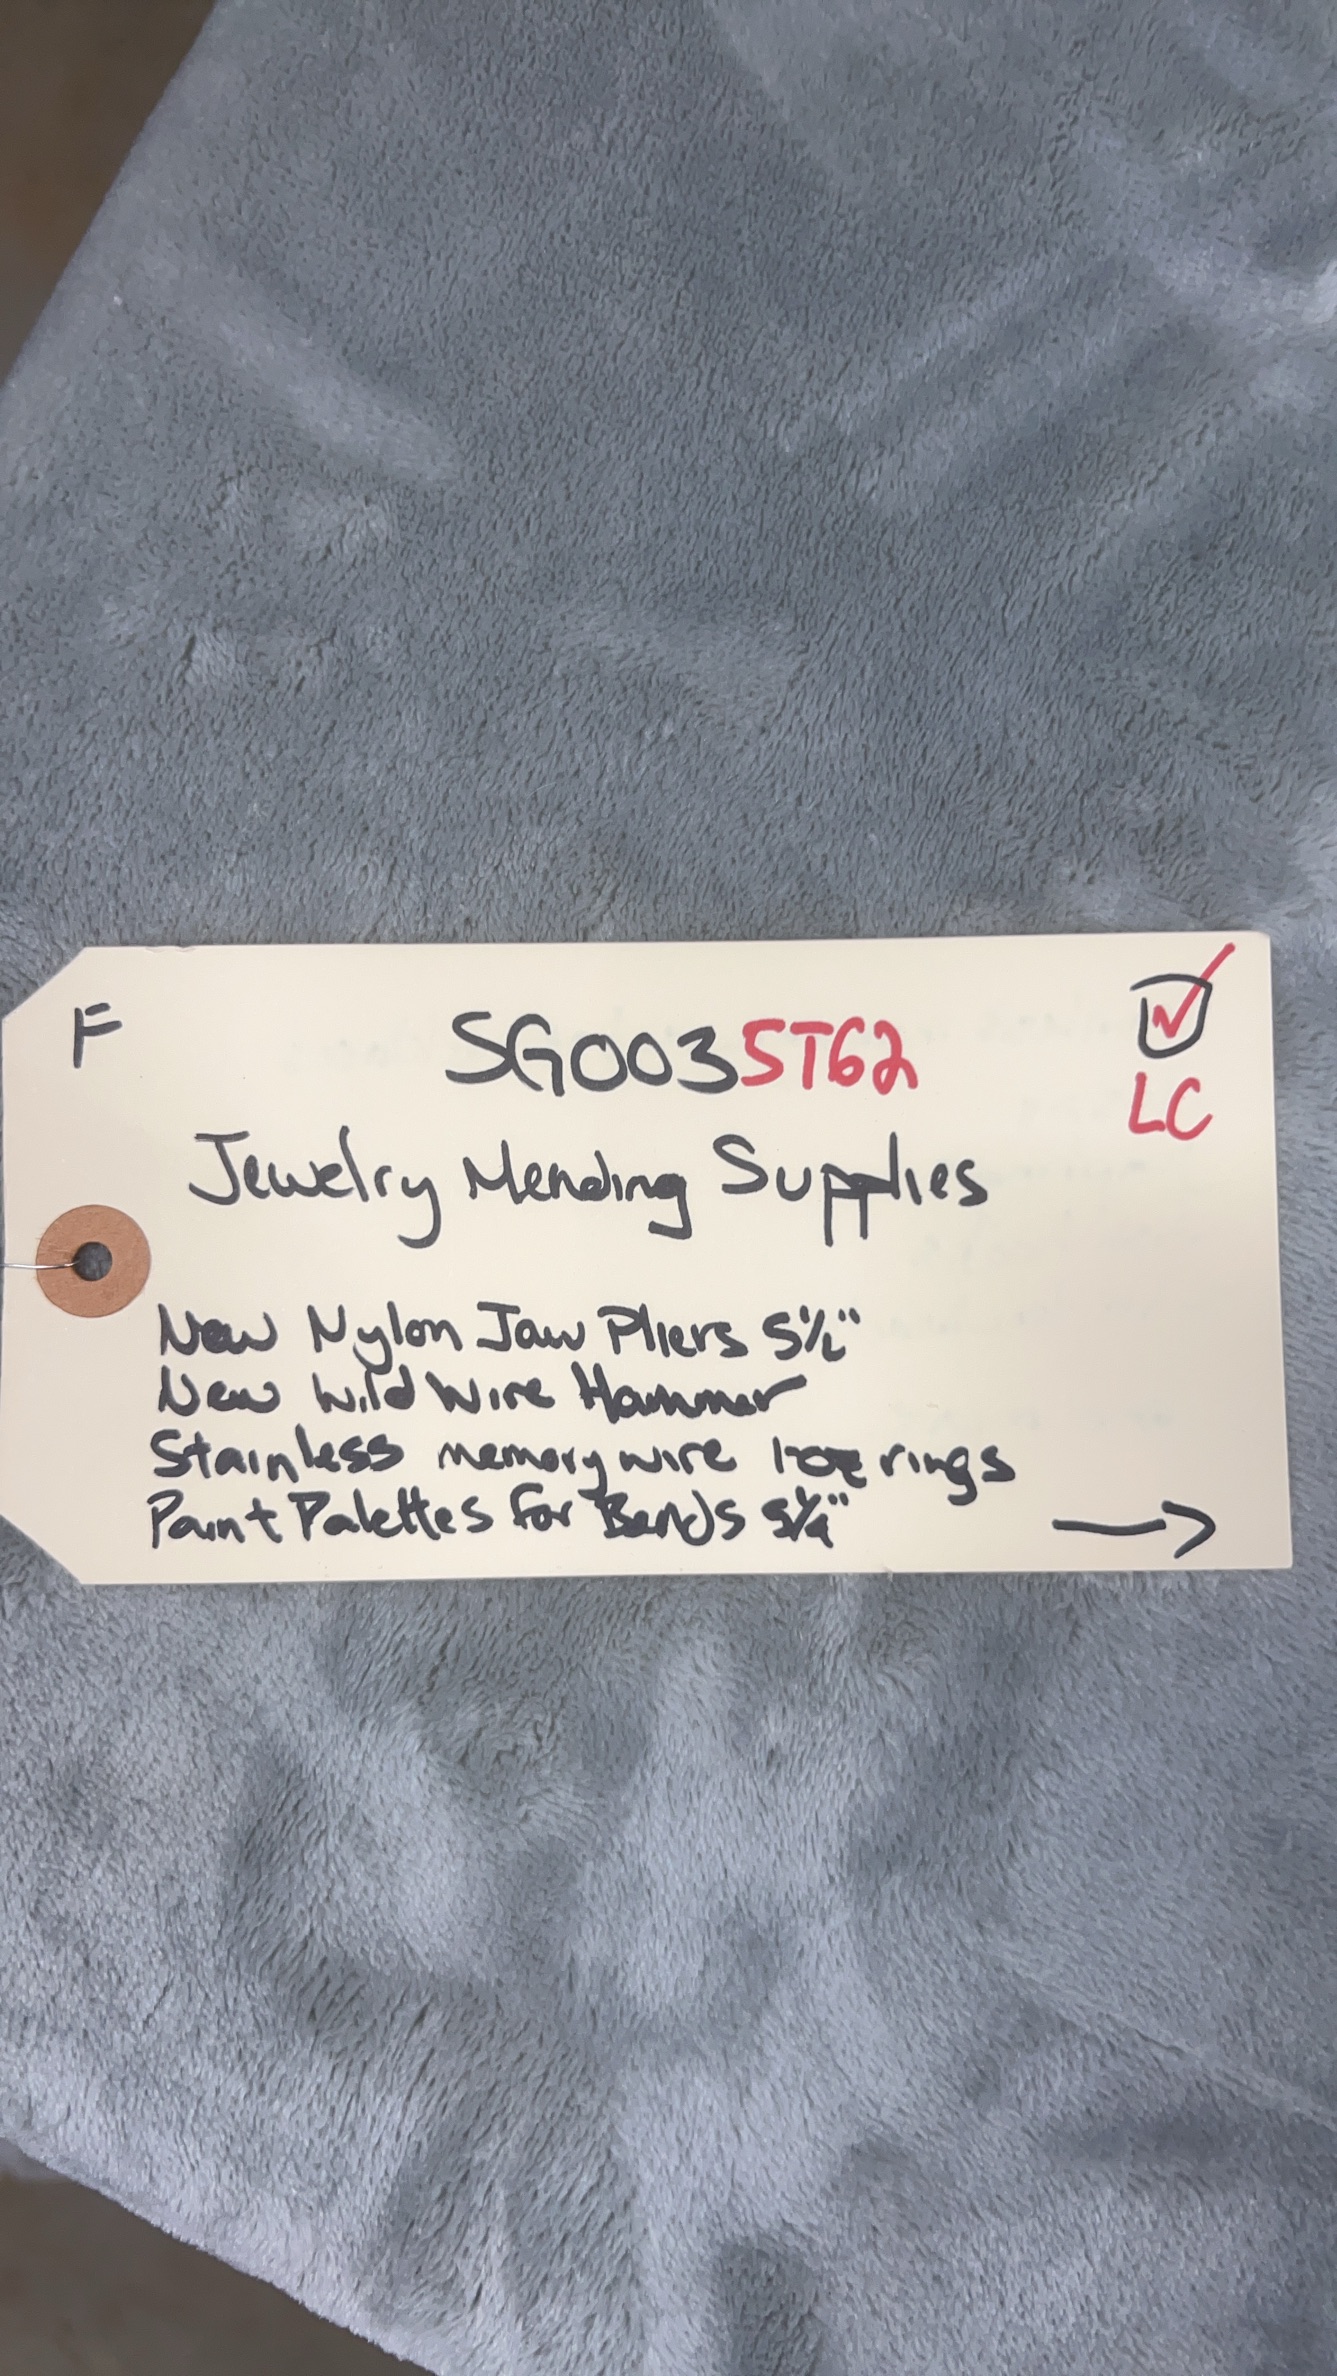 F
SG0035T62
LC
Jewelry Mending Supplies
New Nylon Jaw Pliers 5½"
New Wild Wire Hammer
Stainless memory wire rings
Paint Palettes for Beads 5¼"